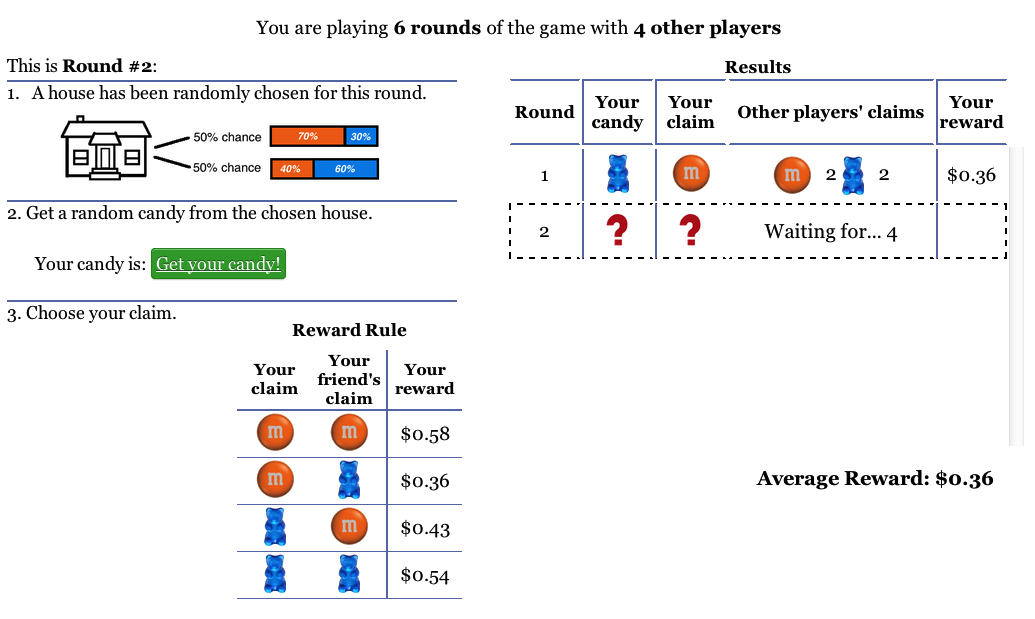 You are playing 6 rounds of the game with 4 other players
This is Round #2:
1. A house has been randomly chosen for this round.
50% chance 70% 30%
50% chance 40% 60%
2. Get a random candy from the chosen house.
Your candy is: Get your candy!
3. Choose your claim.
Reward Rule
Your claim Your friend's claim Your reward
m m $0.58
m $0.36
m $0.43
$0.54
Results
Round Your candy Your claim Other players' claims Your reward
1 m m 2 2 $0.36
2 ? ? Waiting for... 4
Average Reward: $0.36